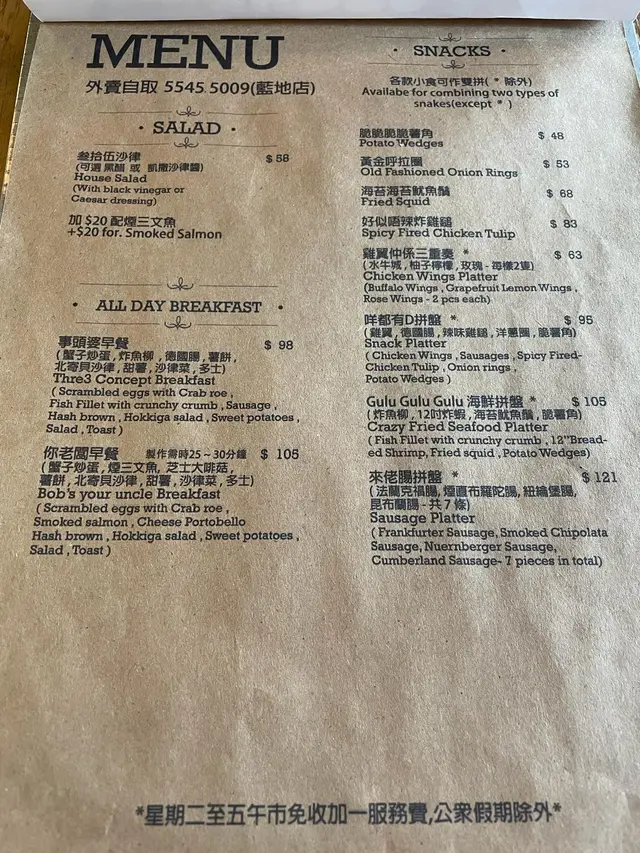 MENU
外賣自取 5545 5009(藍地店)
SALAD
叁拾伍沙律 $58
(可選 黑醋 或 凱撒沙律醬)
House Salad
(With black vinegar or
Caesar dressing)
加 $20 配煙三文魚
+$20 for. Smoked Salmon
ALL DAY BREAKFAST
事頭婆早餐 $ 98
( 蟹子炒蛋 , 炸魚柳 , 德國腸 , 薯餅 ,
北寄貝沙律 , 甜薯 , 沙律菜 , 多士)
Thre3 Concept Breakfast
( Scrambled eggs with Crab roe ,
Fish Fillet with crunchy crumb , Sausage ,
Hash brown , Hokkiga salad , Sweet potatoes ,
Salad , Toast )
你老闆早餐 製作需時25 ~ 30分鐘 $ 105
( 蟹子炒蛋 , 煙三文魚, 芝士大啡菇 ,
薯餅 , 北寄貝沙律 , 甜薯 , 沙律菜 , 多士)
Bob's your uncle Breakfast
( Scrambled eggs with Crab roe ,
Smoked salmon , Cheese Portobello
Hash brown , Hokkiga salad , Sweet potatoes ,
Salad , Toast )
SNACKS
各款小食可作雙拼( * 除外)
Availabe for combining two types of
snakes(except * )
脆脆脆脆薯角 $ 48
Potato Wedges
黃金呼拉圈 $ 53
Old Fashioned Onion Rings
海苔海苔魷魚鬚 $ 68
Fried Squid
好似唔辣炸雞鎚 $ 83
Spicy Fired Chicken Tulip
雞翼仲係三重奏 * $ 63
( 水牛城 , 柚子檸檬 , 玫瑰 - 每樣2隻)
Chicken Wings Platter
(Buffalo Wings , Grapefruit Lemon Wings ,
Rose Wings - 2 pcs each)
咩都有D拼盤 * $ 95
( 雞翼 , 德國腸 , 辣味雞鎚 , 洋蔥圈 , 脆薯角)
Snack Platter
( Chicken Wings , Sausages , Spicy Fired-
Chicken Tulip , Onion rings ,
Potato Wedges )
Gulu Gulu Gulu 海鮮拼盤 * $ 105
( 炸魚柳 , 12吋炸蝦 , 海苔魷魚鬚 , 脆薯角)
Crazy Fried Seafood Platter
( Fish Fillet with crunchy crumb , 12"Bread-
ed Shrimp, Fried squid , Potato Wedges)
來佬腸拼盤 * $ 121
( 法蘭克福腸, 煙直布羅陀腸, 紐綸堡腸,
昆布蘭腸 - 共 7 條)
Sausage Platter
( Frankfurter Sausage, Smoked Chipolata
Sausage, Nuernberger Sausage,
Cumberland Sausage- 7 pieces in total)
*星期二至五午市免收加一服務費,公眾假期除外*